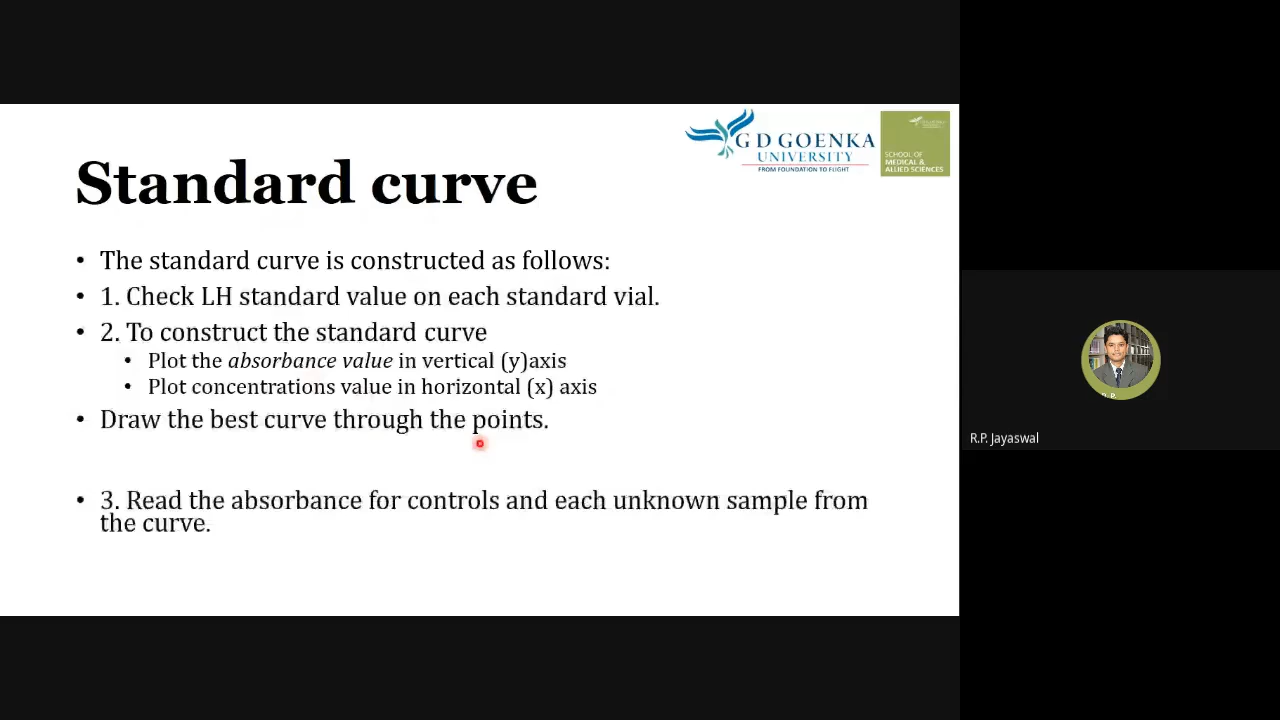 G D GOENKA
UNIVERSITY
FROM FOUNDATION TO FLIGHT
SCHOOL OF
MEDICAL &
ALLIED SCIENCES
Standard curve
• The standard curve is constructed as follows:
• 1. Check LH standard value on each standard vial.
• 2. To construct the standard curve
• Plot the absorbance value in vertical (y)axis
• Plot concentrations value in horizontal (x) axis
• Draw the best curve through the points.
• 3. Read the absorbance for controls and each unknown sample from
the curve.
R.P. Jayaswal